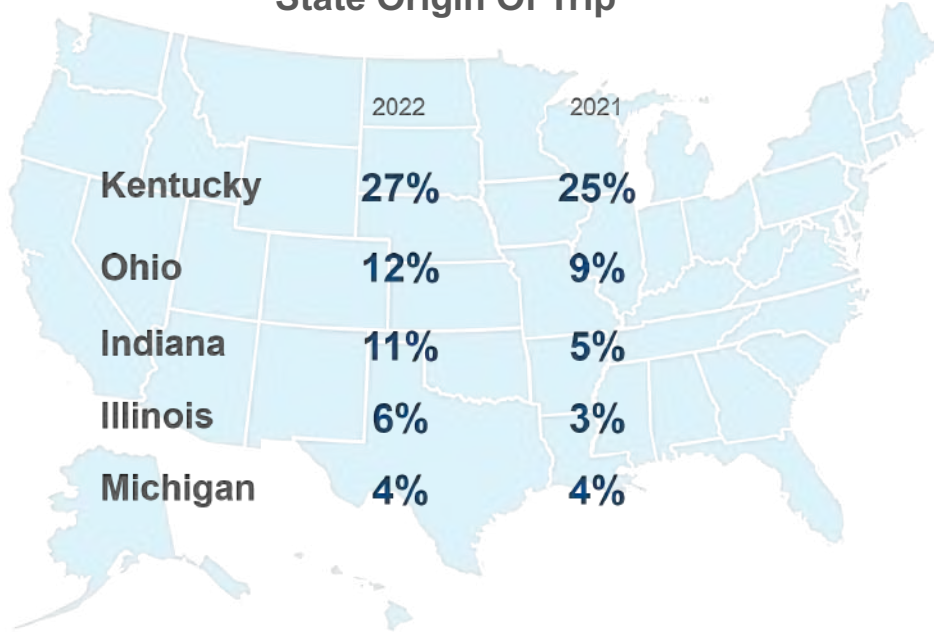 State Origin Of Trip
2022 2021
Kentucky 27% 25%
Ohio 12% 9%
Indiana 11% 5%
Illinois 6% 3%
Michigan 4% 4%